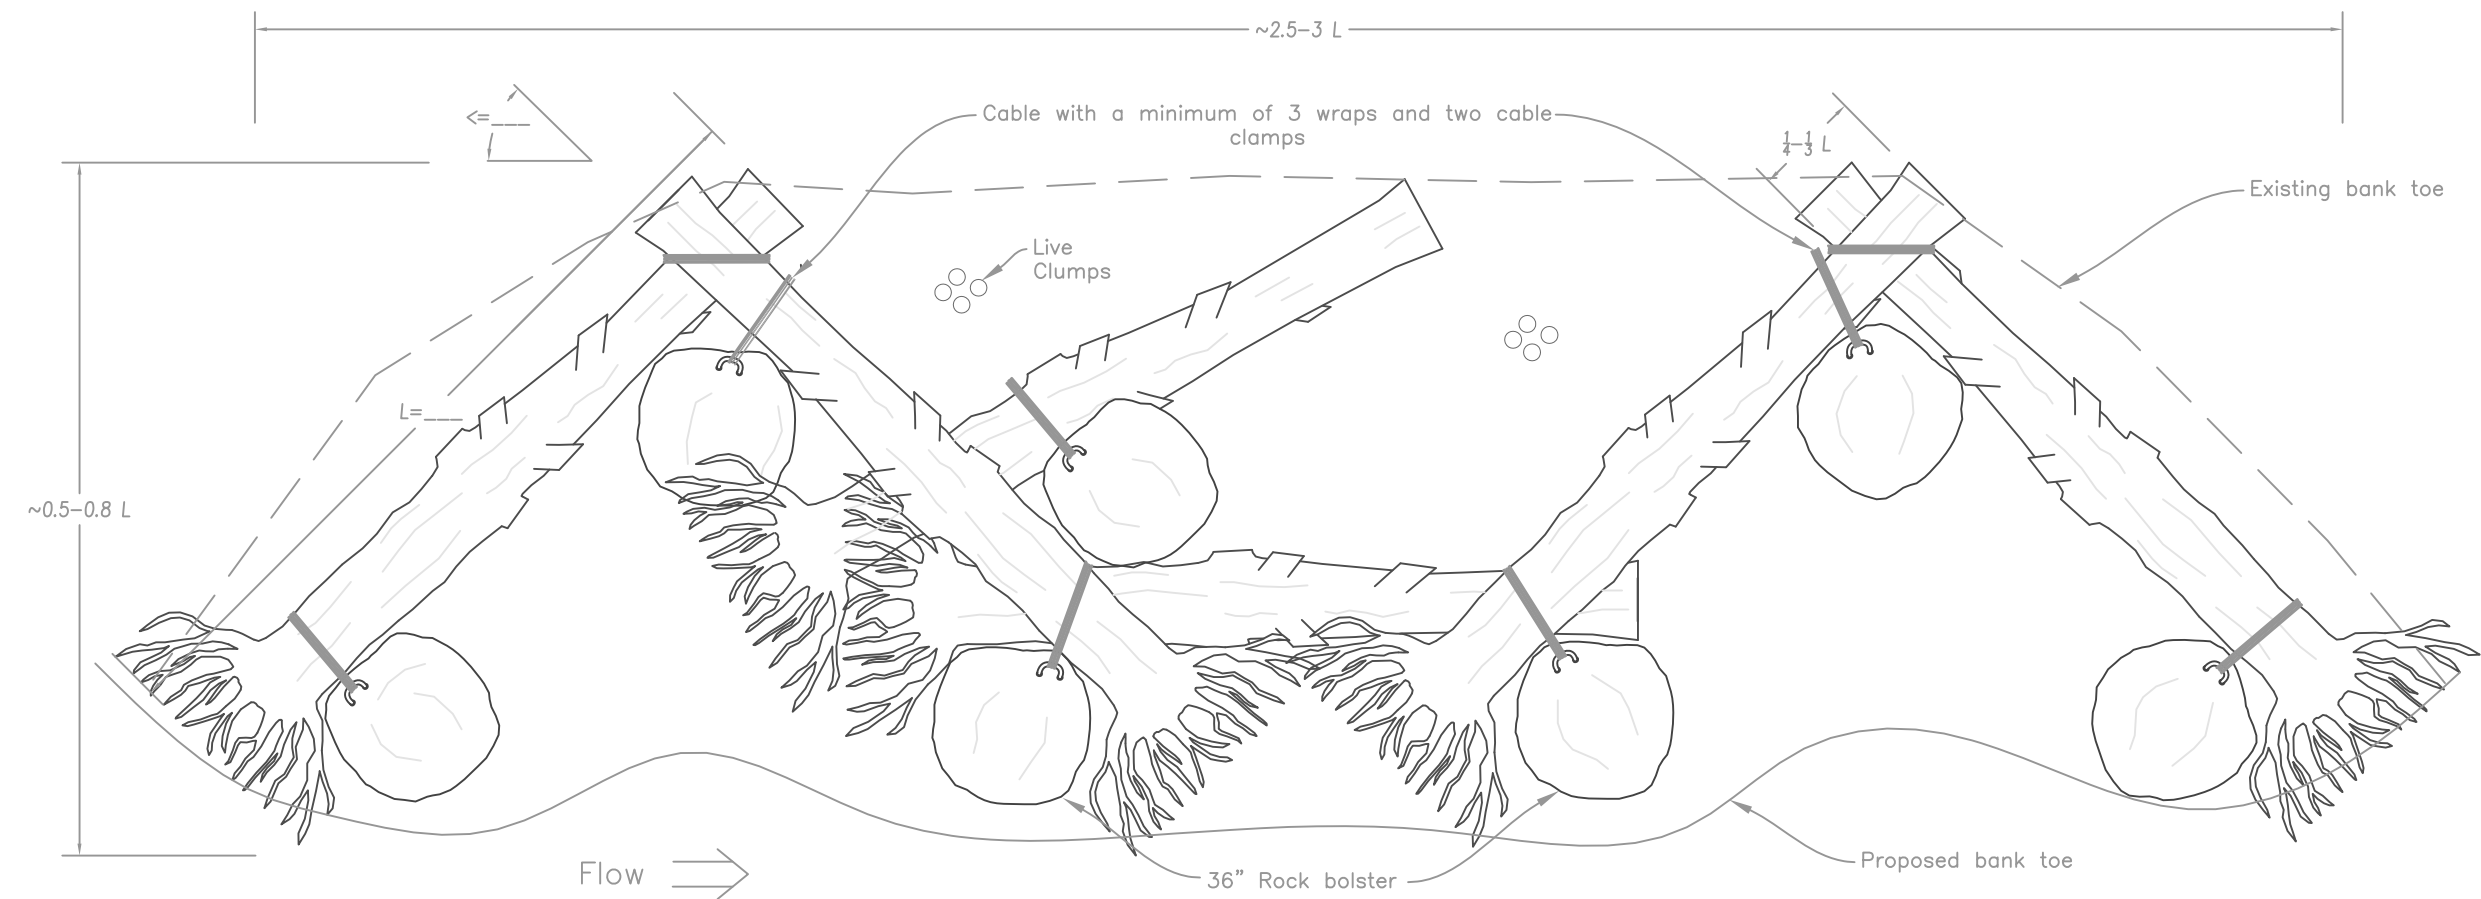 ~2.5-3 L
<=___
Cable with a minimum of 3 wraps and two cable
clamps
1/4-1/3 L
Existing bank toe
Live
Clumps
L=___
~0.5-0.8 L
Flow
36" Rock bolster
Proposed bank toe